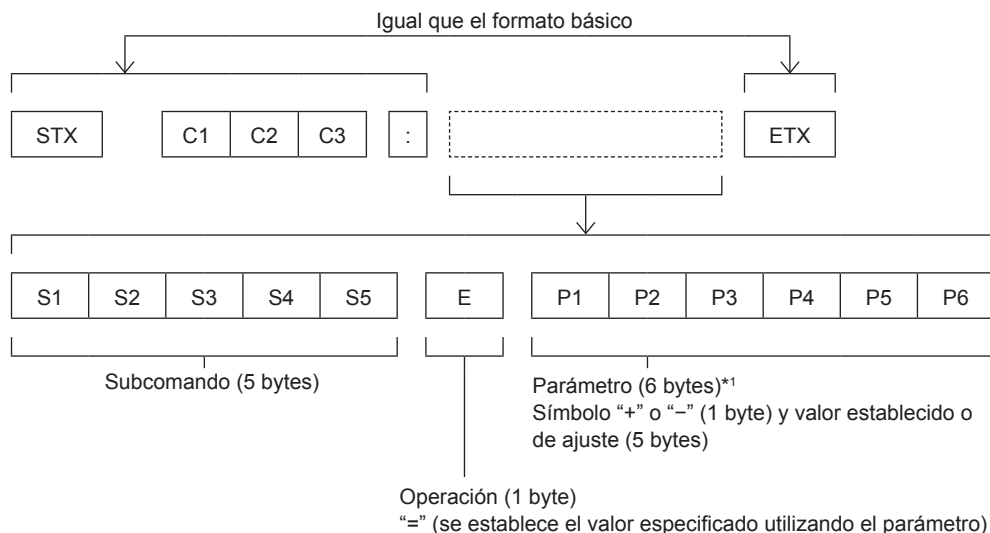 Igual que el formato básico
STX C1 C2 C3 : ETX
S1 S2 S3 S4 S5 E P1 P2 P3 P4 P5 P6
Subcomando (5 bytes)
Parámetro (6 bytes)*1
Símbolo “+” o “−” (1 byte) y valor establecido o
de ajuste (5 bytes)
Operación (1 byte)
“=” (se establece el valor especificado utilizando el parámetro)